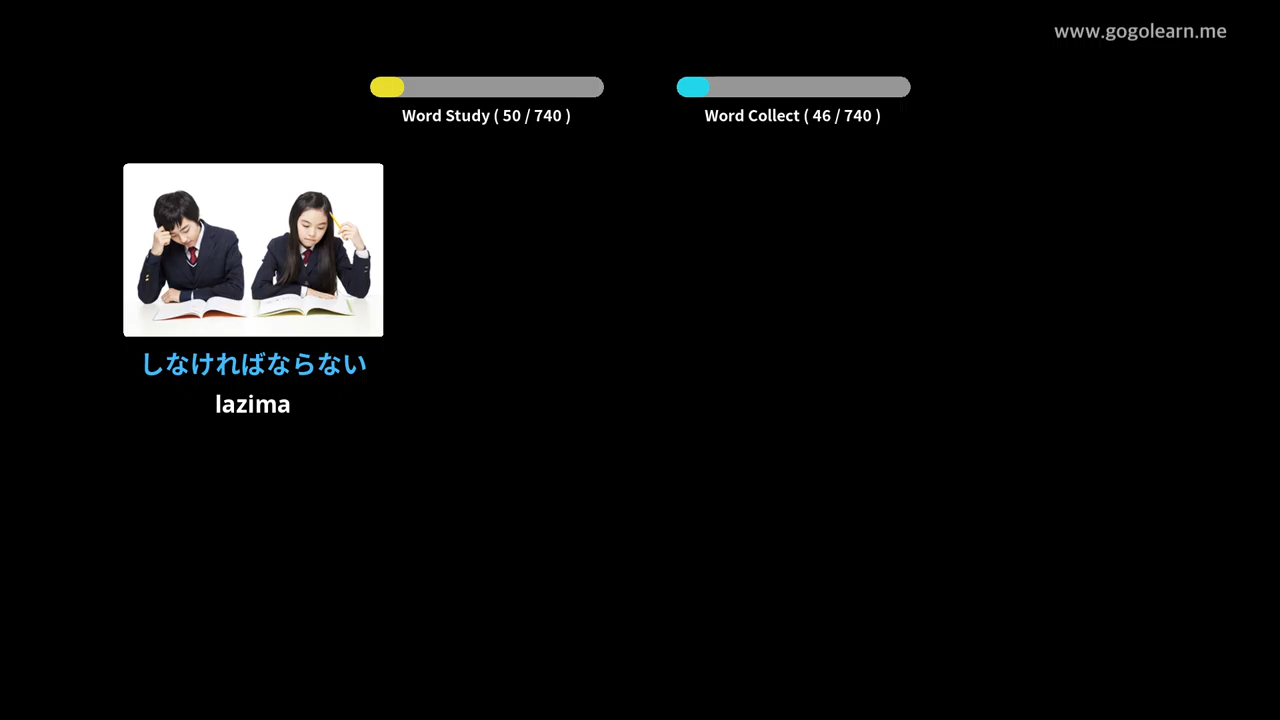 www.gogolearn.me
Word Study ( 50 / 740 )
Word Collect ( 46 / 740 )
しなければならない
lazima